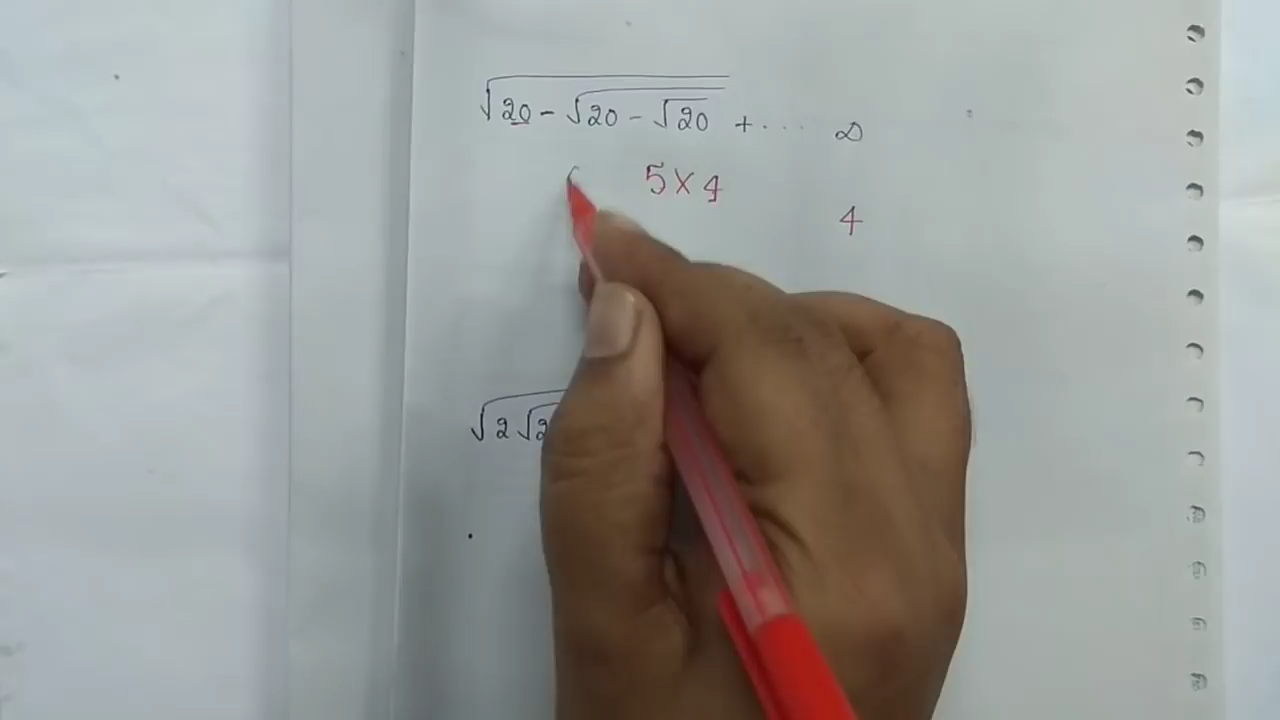 √20 - √20 - √20 + .... ∞
5 × 4
4
√2 √2